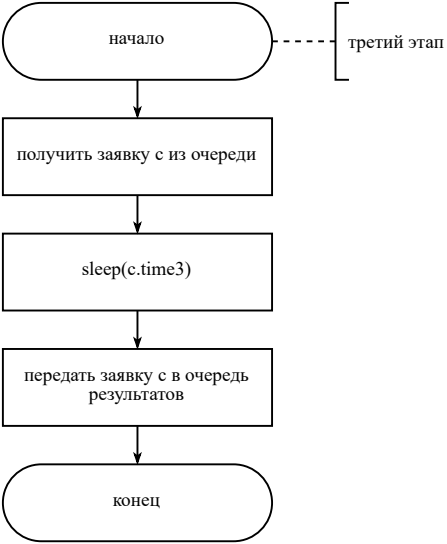 начало
третий этап
получить заявку с из очереди
sleep(c.time3)
передать заявку с в очередь
результатов
конец